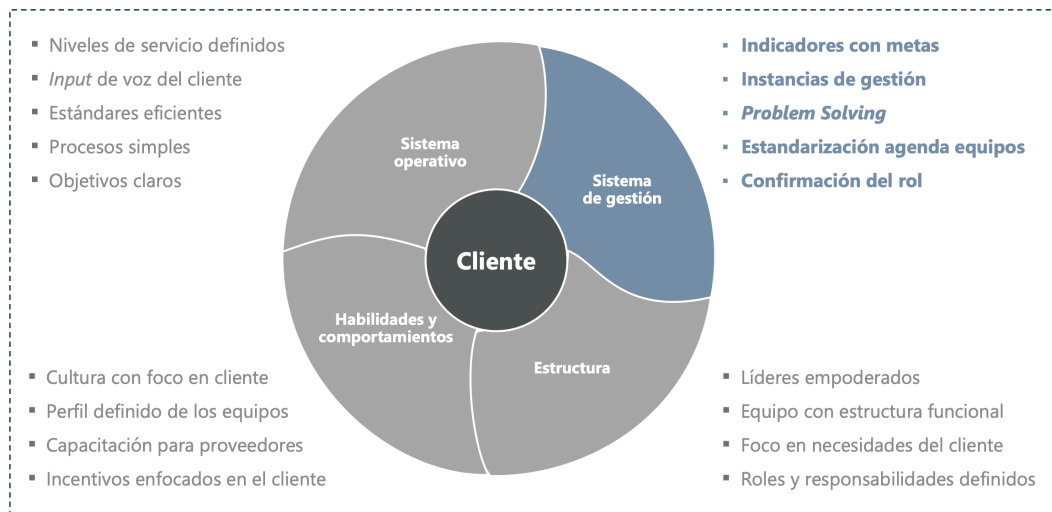 ▪ Niveles de servicio definidos
▪ Input de voz del cliente
▪ Estándares eficientes
▪ Procesos simples
▪ Objetivos claros
▪ Indicadores con metas
▪ Instancias de gestión
▪ Problem Solving
▪ Estandarización agenda equipos
▪ Confirmación del rol
Sistema
operativo
Sistema
de gestión
Cliente
Habilidades y
comportamientos
Estructura
▪ Cultura con foco en cliente
▪ Perfil definido de los equipos
▪ Capacitación para proveedores
▪ Incentivos enfocados en el cliente
▪ Líderes empoderados
▪ Equipo con estructura funcional
▪ Foco en necesidades del cliente
▪ Roles y responsabilidades definidos